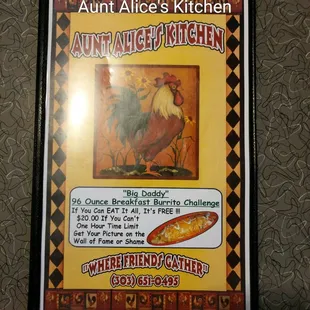 Aunt Alice's Kitchen
AUNT ALICE'S KITCHEN
"Big Daddy"
96 Ounce Breakfast Burrito Challenge
If You Can EAT It All, It's FREE !!!
$20.00 If You Can't
One Hour Time Limit
Get Your Picture on the
Wall of Fame or Shame
"WHERE FRIENDS GATHER"
(303) 651-0495